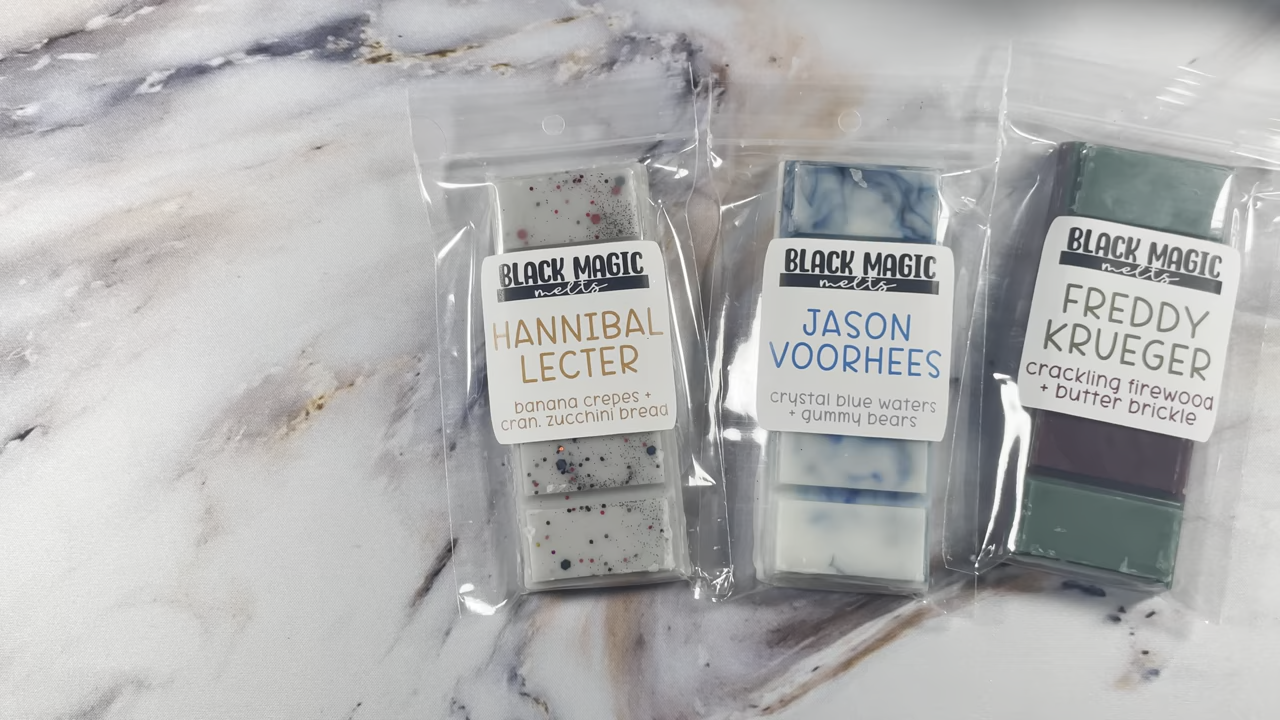 BLACK MAGIC
melts
HANNIBAL
LECTER
banana crepes +
cran. zucchini bread
BLACK MAGIC
melts
JASON
VOORHEES
crystal blue waters
+ gummy bears
BLACK MAGIC
melts
FREDDY
KRUEGER
crackling firewood
+ butter brickle